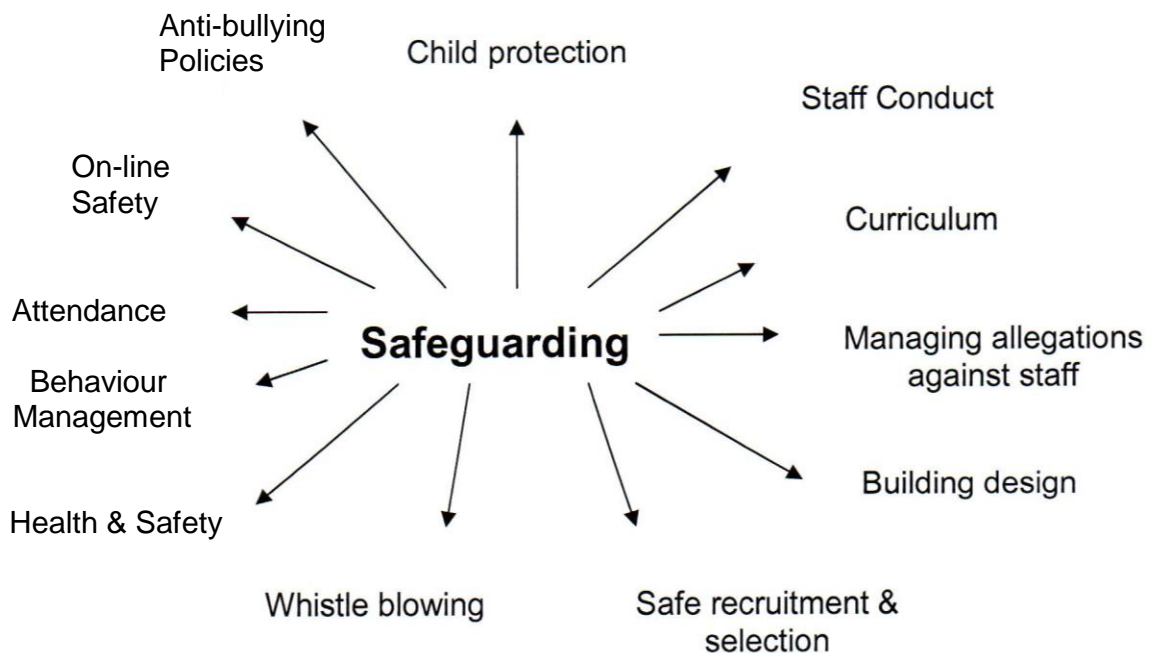 Anti-bullying
Policies
Child protection
Staff Conduct
On-line
Safety
Curriculum
Attendance
Safeguarding
Managing allegations
against staff
Behaviour
Management
Building design
Health & Safety
Whistle blowing
Safe recruitment &
selection